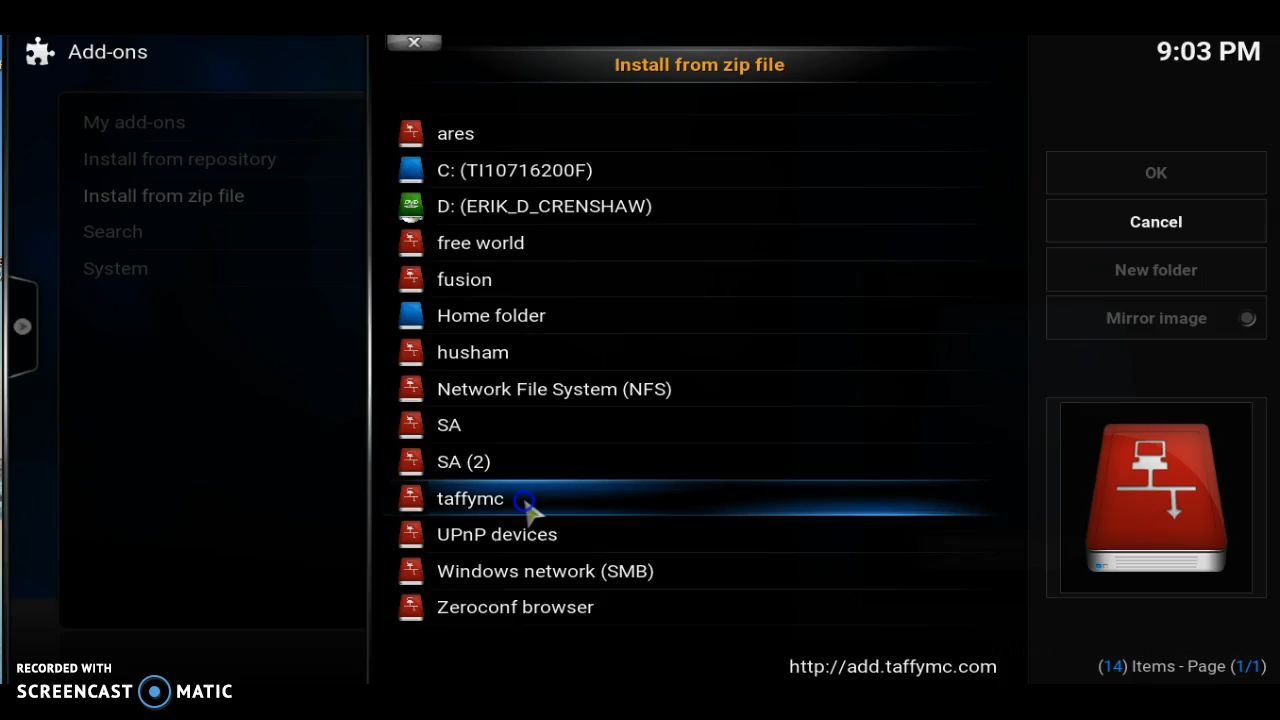 Add-ons
My add-ons
Install from repository
Install from zip file
Search
System
X
Install from zip file
ares
C: (TI10716200F)
D: (ERIK_D_CRENSHAW)
DVD
free world
fusion
Home folder
husham
Network File System (NFS)
SA
SA (2)
taffymc
UPnP devices
Windows network (SMB)
Zeroconf browser
http://add.taffymc.com
9:03 PM
OK
Cancel
New folder
Mirror image
(14) Items - Page (1/1)
RECORDED WITH
SCREENCAST MATIC